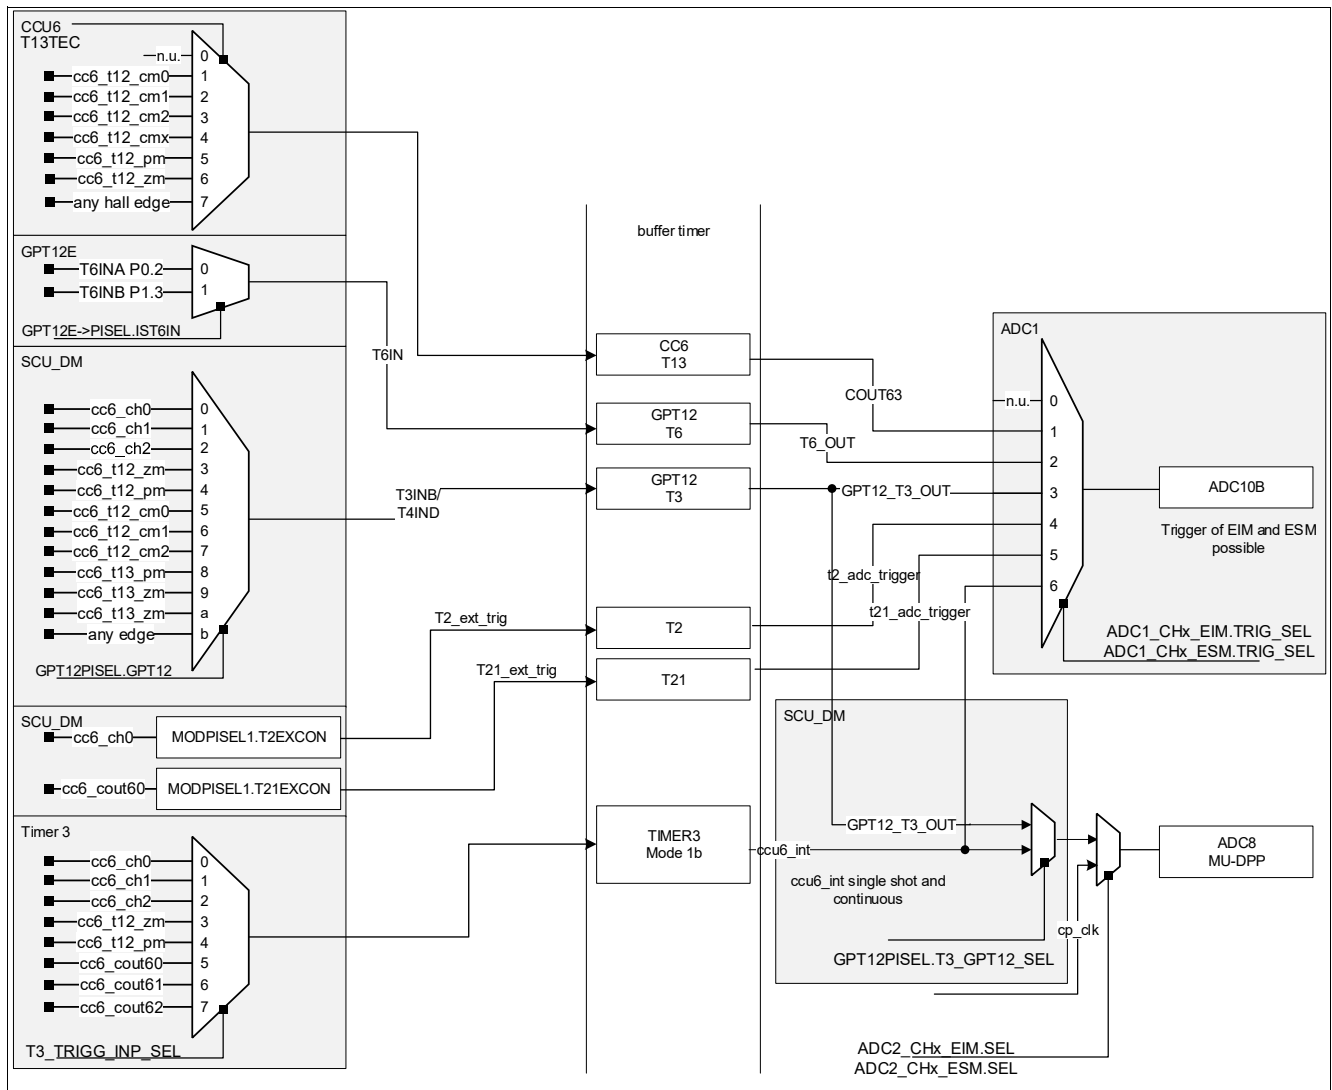 CCU6
T13TEC
n.u. 0
cc6_t12_cm0 1
cc6_t12_cm1 2
cc6_t12_cm2 3
cc6_t12_cmx 4
cc6_t12_pm 5
cc6_t12_zm 6
any hall edge 7
GPT12E
T6INA P0.2 0
T6INB P1.3 1
GPT12E->PISEL.IST6IN
SCU_DM
cc6_ch0 0
cc6_ch1 1
cc6_ch2 2
cc6_t12_zm 3
cc6_t12_pm 4
cc6_t12_cm0 5
cc6_t12_cm1 6
cc6_t12_cm2 7
cc6_t13_pm 8
cc6_t13_zm 9
cc6_t13_zm a
any edge b
GPT12PISEL.GPT12
SCU_DM
cc6_ch0 MODPISEL1.T2EXCON
cc6_cout60 MODPISEL1.T21EXCON
Timer 3
cc6_ch0 0
cc6_ch1 1
cc6_ch2 2
cc6_t12_zm 3
cc6_t12_pm 4
cc6_cout60 5
cc6_cout61 6
cc6_cout62 7
T3_TRIGG_INP_SEL
T6IN
T3INB/
T4IND
T2_ext_trig
T21_ext_trig
buffer timer
CC6
T13
GPT12
T6
GPT12
T3
T2
T21
TIMER3
Mode 1b
COUT63
T6_OUT
GPT12_T3_OUT
t2_adc_trigger
t21_adc_trigger
ADC1
n.u. 0
1
2
3
4
5
6
ADC10B
Trigger of EIM and ESM
possible
ADC1_CHx_EIM.TRIG_SEL
ADC1_CHx_ESM.TRIG_SEL
SCU_DM
GPT12_T3_OUT
ccu6_int
ccu6_int single shot and
continuous
GPT12PISEL.T3_GPT12_SEL
cp_clk
ADC8
MU-DPP
ADC2_CHx_EIM.SEL
ADC2_CHx_ESM.SEL